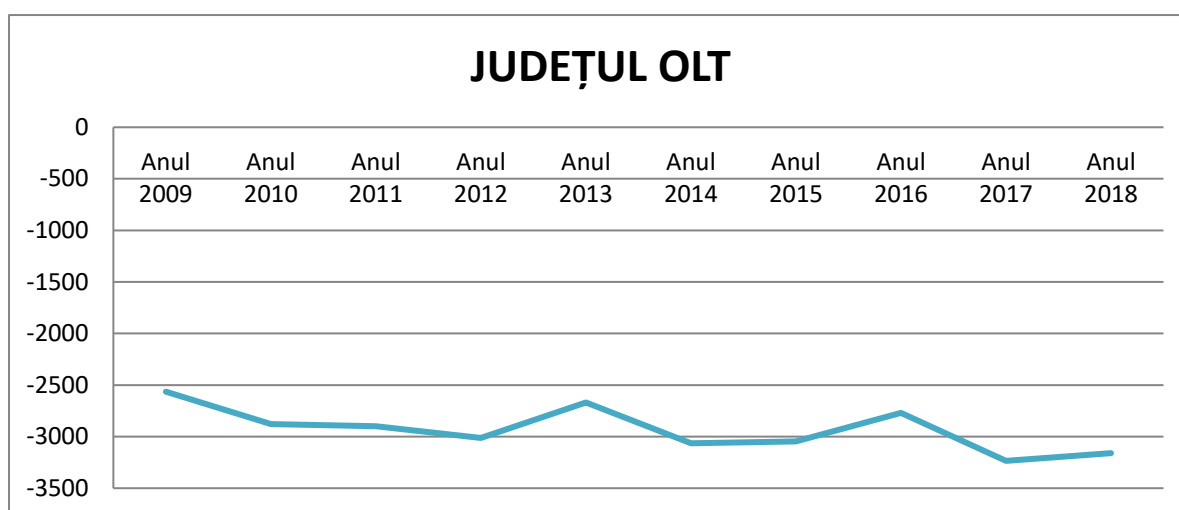 JUDEȚUL OLT
0
Anul 2009
Anul 2010
Anul 2011
Anul 2012
Anul 2013
Anul 2014
Anul 2015
Anul 2016
Anul 2017
Anul 2018
-500
-1000
-1500
-2000
-2500
-3000
-3500